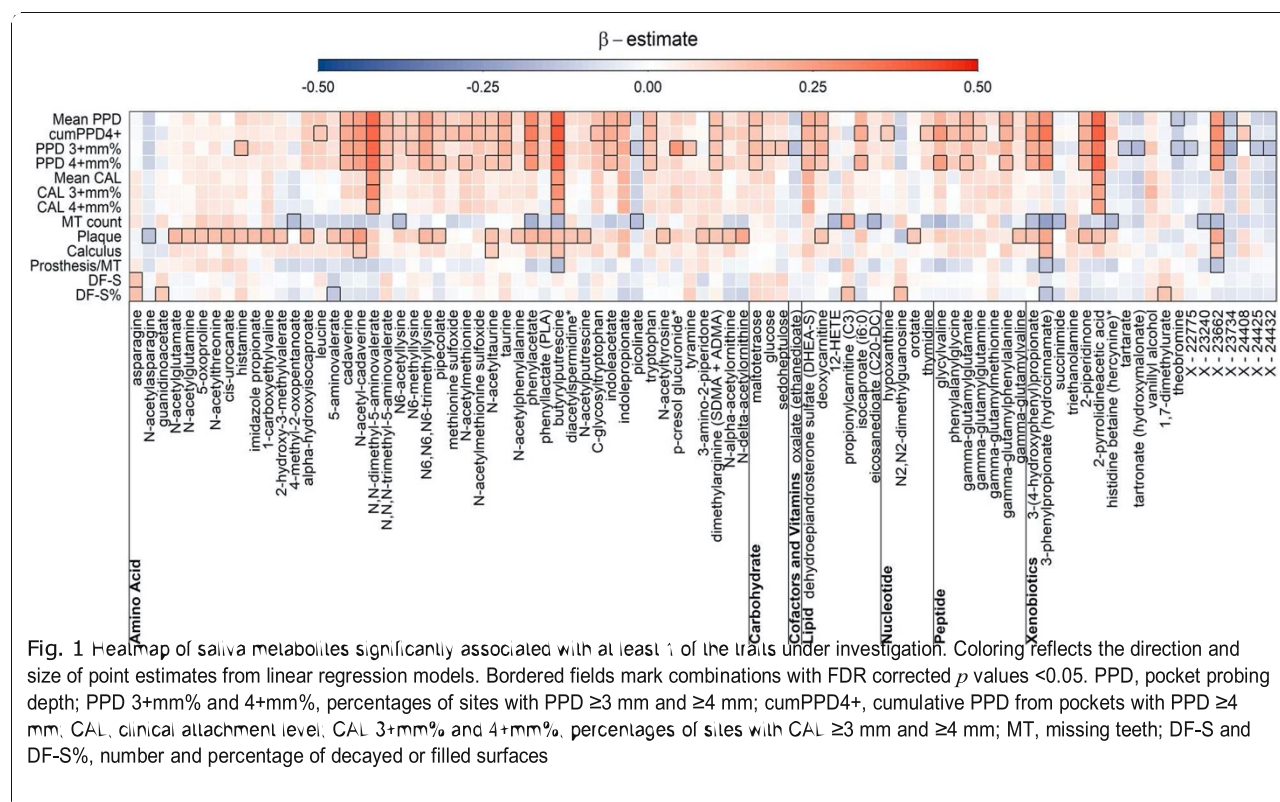 β – estimate
-0.50 -0.25 0.00 0.25 0.50
Mean PPD
cumPPD4+
PPD 3+mm%
PPD 4+mm%
Mean CAL
CAL 3+mm%
CAL 4+mm%
MT count
Plaque
Calculus
Prosthesis/MT
DF-S
DF-S%
Amino Acid
asparagine
N-acetylasparagine
guanidinoacetate
N-acetylglutamate
N-acetylglutamine
5-oxoproline
N-acetylthreonine
cis-urocanate
histamine
imidazole propionate
1-carboxyethylvaline
2-hydroxy-3-methylvalerate
4-methyl-2-oxopentanoate
alpha-hydroxyisocaproate
leucine
5-aminovalerate
cadaverine
N-acetyl-cadaverine
N,N-dimethyl-5-aminovalerate
N,N,N-trimethyl-5-aminovalerate
N6-acetyllysine
N6-methyllysine
N6,N6,N6-trimethyllysine
pipecolate
methionine sulfoxide
N-acetylmethionine
N-acetylmethionine sulfoxide
N-acetyltaurine
taurine
N-acetylphenylalanine
phenylacetate
phenyllactate (PLA)
butyrylputrescine
diacetylspermidine*
N-acetylputrescine
C-glycosyltryptophan
indoleacetate
indolepropionate
picolinate
tryptophan
N-acetyltyrosine
p-cresol glucuronide*
tyramine
3-amino-2-piperidone
dimethylarginine (SDMA + ADMA)
N-alpha-acetylornithine
N-delta-acetylornithine
Carbohydrate
maltotetraose
glucose
sedoheptulose
Cofactors and Vitamins
oxalate (ethanedioate)
Lipid
dehydroepiandrosterone sulfate (DHEA-S)
deoxycarnitine
12-HETE
propionylcarnitine (C3)
isocaproate (i6:0)
eicosanedioate (C20-DC)
Nucleotide
hypoxanthine
N2,N2-dimethylguanosine
orotate
thymidine
Peptide
glycylvaline
phenylalanylglycine
gamma-glutamylglutamate
gamma-glutamylglutamine
gamma-glutamylmethionine
gamma-glutamylphenylalanine
gamma-glutamylvaline
Xenobiotics
3-(4-hydroxyphenyl)propionate
3-phenylpropionate (hydrocinnamate)
succinimide
triethanolamine
2-piperidinone
2-pyrrolidineacetic acid
histidine betaine (hercynine)*
tartarate
tartronate (hydroxymalonate)
vanillyl alcohol
1,7-dimethylurate
theobromine
X - 22775
X - 23249
X - 23662
X - 23734
X - 24408
X - 24425
X - 24432
Fig. 1 Heatmap of saliva metabolites significantly associated with at least 1 of the traits under investigation. Coloring reflects the direction and
size of point estimates from linear regression models. Bordered fields mark combinations with FDR corrected p values <0.05. PPD, pocket probing
depth; PPD 3+mm% and 4+mm%, percentages of sites with PPD ≥3 mm and ≥4 mm; cumPPD4+, cumulative PPD from pockets with PPD ≥4
mm; CAL, clinical attachment level; CAL 3+mm% and 4+mm%, percentages of sites with CAL ≥3 mm and ≥4 mm; MT, missing teeth; DF-S and
DF-S%, number and percentage of decayed or filled surfaces